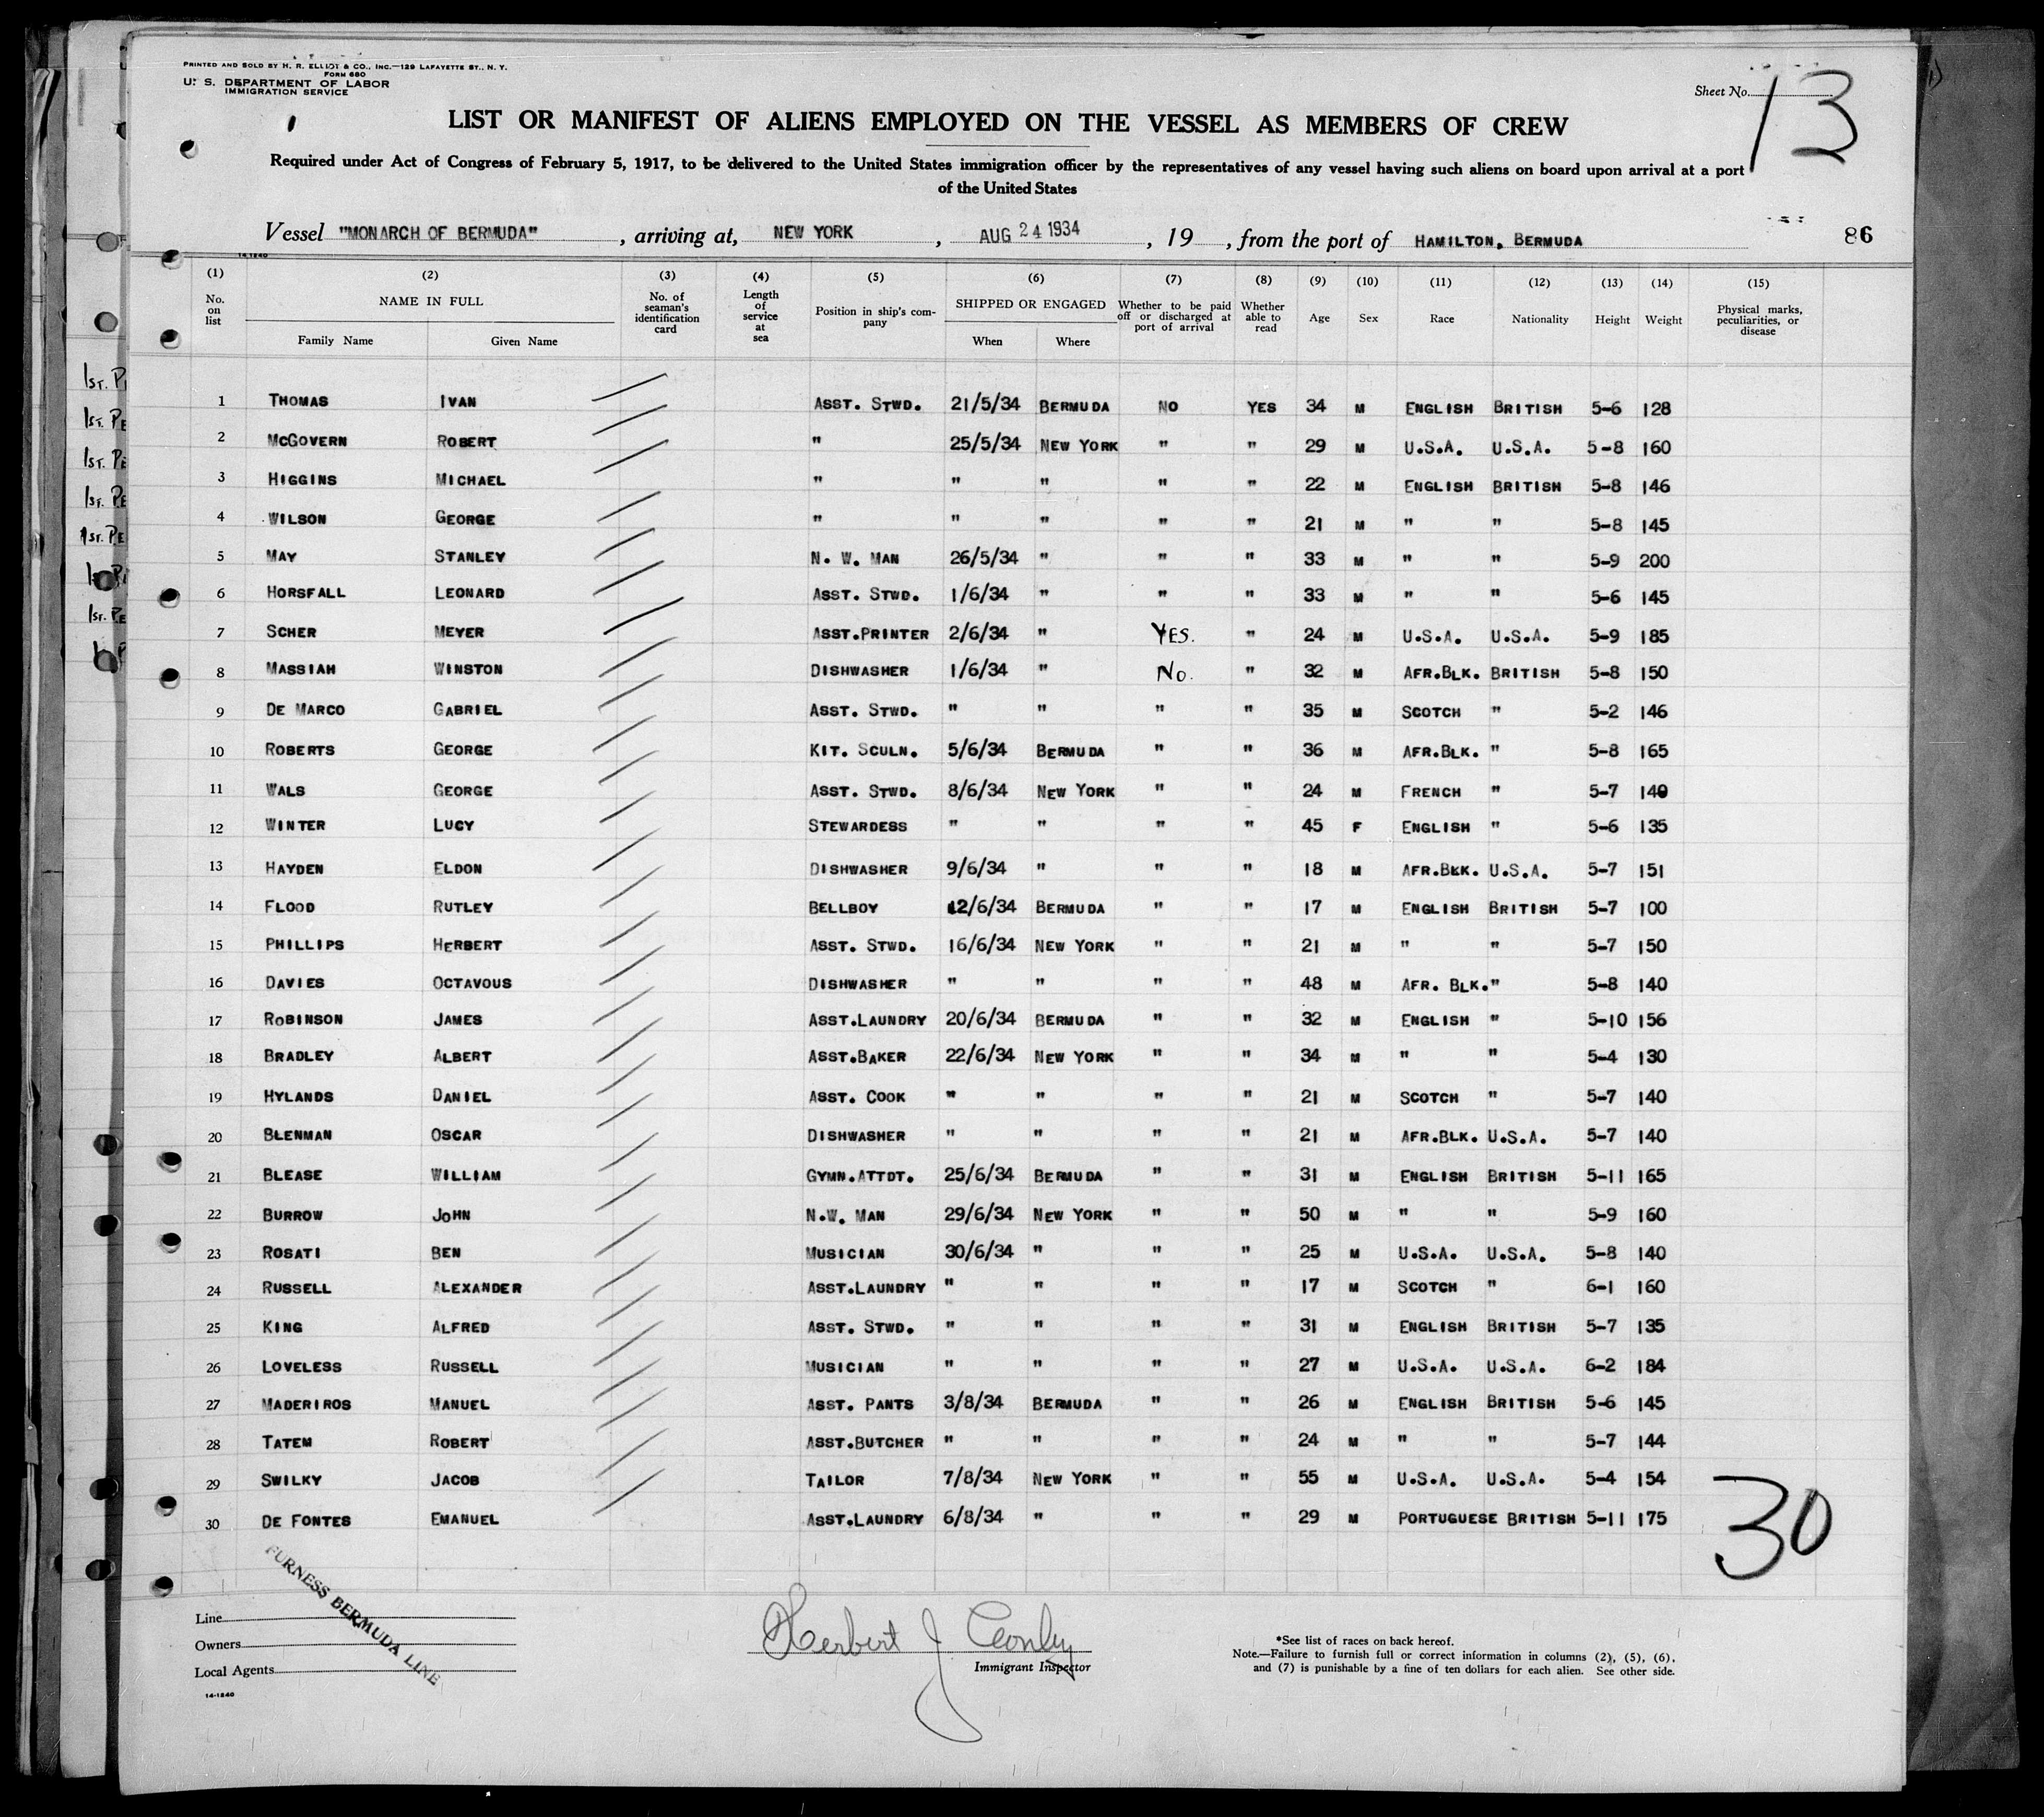 PRINTED AND SOLD BY H. R. ELLIOT & CO., INC.—129 LAFAYETTE ST., N. Y.
FORM 680
U. S. DEPARTMENT OF LABOR
IMMIGRATION SERVICE
Sheet No. 13
LIST OR MANIFEST OF ALIENS EMPLOYED ON THE VESSEL AS MEMBERS OF CREW
Required under Act of Congress of February 5, 1917, to be delivered to the United States immigration officer by the representatives of any vessel having such aliens on board upon arrival at a port
of the United States
Vessel "MONARCH OF BERMUDA", arriving at, NEW YORK, AUG 24 1934, 19, from the port of HAMILTON, BERMUDA 86
14-1240
(1) (2) (3) (4) (5) (6) (7) (8) (9) (10) (11) (12) (13) (14) (15)
No. on list NAME IN FULL Family Name Given Name No. of seaman's identification card Length of service at sea Position in ship's company SHIPPED OR ENGAGED When Where Whether to be paid off or discharged at port of arrival Whether able to read Age Sex Race Nationality Height Weight Physical marks, peculiarities, or disease
1 THOMAS IVAN ASST. STWD. 21/5/34 BERMUDA NO YES 34 M ENGLISH BRITISH 5-6 128
2 MCGOVERN ROBERT " 25/5/34 NEW YORK " " 29 M U.S.A. U.S.A. 5-8 160
3 HIGGINS MICHAEL " " " " " 22 M ENGLISH BRITISH 5-8 146
4 WILSON GEORGE " " " " " 21 M " " 5-8 145
5 MAY STANLEY N. W. MAN 26/5/34 " " " 33 M " " 5-9 200
6 HORSFALL LEONARD ASST. STWD. 1/6/34 " " " 33 M " " 5-6 145
7 SCHER MEYER ASST.PRINTER 2/6/34 " YES. " 24 M U.S.A. U.S.A. 5-9 185
8 MASSIAH WINSTON DISHWASHER 1/6/34 " No. " 32 M AFR.BLK. BRITISH 5-8 150
9 DE MARCO GABRIEL ASST. STWD. " " " " 35 M SCOTCH " 5-2 146
10 ROBERTS GEORGE KIT. SCULN. 5/6/34 BERMUDA " " 36 M AFR.BLK. " 5-8 165
11 WALS GEORGE ASST. STWD. 8/6/34 NEW YORK " " 24 M FRENCH " 5-7 140
12 WINTER LUCY STEWARDESS " " " " 45 F ENGLISH " 5-6 135
13 HAYDEN ELDON DISHWASHER 9/6/34 " " " 18 M AFR.BLK. U.S.A. 5-7 151
14 FLOOD RUTLEY BELLBOY 12/6/34 BERMUDA " " 17 M ENGLISH BRITISH 5-7 100
15 PHILLIPS HERBERT ASST. STWD. 16/6/34 NEW YORK " " 21 M " " 5-7 150
16 DAVIES OCTAVOUS DISHWASHER " " " " 48 M AFR. BLK. " 5-8 140
17 ROBINSON JAMES ASST.LAUNDRY 20/6/34 BERMUDA " " 32 M ENGLISH " 5-10 156
18 BRADLEY ALBERT ASST.BAKER 22/6/34 NEW YORK " " 34 M " " 5-4 130
19 HYLANDS DANIEL ASST. COOK " " " " 21 M SCOTCH " 5-7 140
20 BLENMAN OSCAR DISHWASHER " " " " 21 M AFR.BLK. U.S.A. 5-7 140
21 BLEASE WILLIAM GYMN.ATTDT. 25/6/34 BERMUDA " " 31 M ENGLISH BRITISH 5-11 165
22 BURROW JOHN N.W. MAN 29/6/34 NEW YORK " " 50 M " " 5-9 160
23 ROSATI BEN MUSICIAN 30/6/34 " " " 25 M U.S.A. U.S.A. 5-8 140
24 RUSSELL ALEXANDER ASST.LAUNDRY " " " " 17 M SCOTCH " 6-1 160
25 KING ALFRED ASST. STWD. " " " " 31 M ENGLISH BRITISH 5-7 135
26 LOVELESS RUSSELL MUSICIAN " " " " 27 M U.S.A. U.S.A. 6-2 184
27 MADERIROS MANUEL ASST. PANTS 3/8/34 BERMUDA " " 26 M ENGLISH BRITISH 5-6 145
28 TATEM ROBERT ASST.BUTCHER " " " " 24 M " " 5-7 144
29 SWILKY JACOB TAILOR 7/8/34 NEW YORK " " 55 M U.S.A. U.S.A. 5-4 154
30 DE FONTES EMANUEL ASST.LAUNDRY 6/8/34 " " " 29 M PORTUGUESE BRITISH 5-11 175
30
Line
Owners
Local Agents
FURNESS BERMUDA LINE
14-1240
Herbert J Conley
Immigrant Inspector
*See list of races on back hereof.
Note.—Failure to furnish full or correct information in columns (2), (5), (6),
and (7) is punishable by a fine of ten dollars for each alien. See other side.